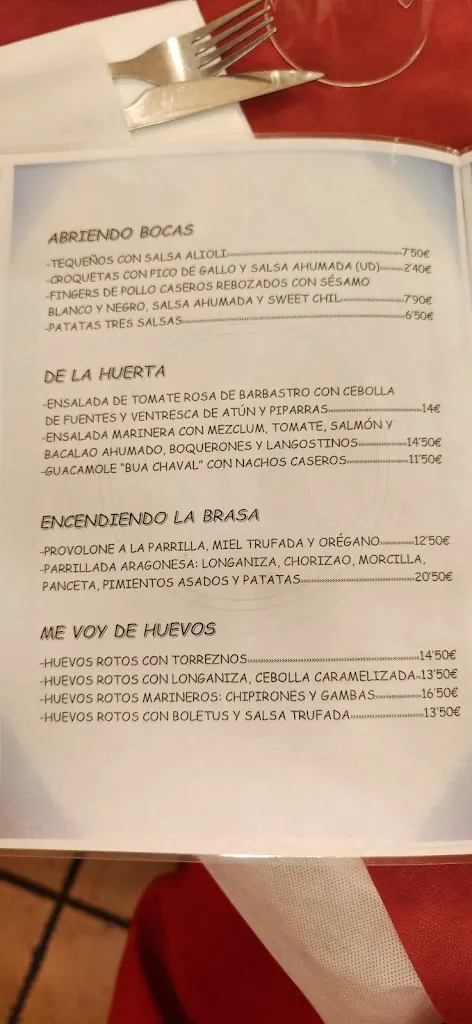 ABRIENDO BOCAS
-TEQUEÑOS CON SALSA ALIOLI 7'50€
-CROQUETAS CON PICO DE GALLO Y SALSA AHUMADA (UD) 2'40€
-FINGERS DE POLLO CASEROS REBOZADOS CON SÉSAMO
BLANCO Y NEGRO, SALSA AHUMADA Y SWEET CHIL 7'90€
-PATATAS TRES SALSAS 6'50€
DE LA HUERTA
-ENSALADA DE TOMATE ROSA DE BARBASTRO CON CEBOLLA
DE FUENTES Y VENTRESCA DE ATÚN Y PIPARRAS 14€
-ENSALADA MARINERA CON MEZCLUM, TOMATE, SALMÓN Y
BACALAO AHUMADO, BOQUERONES Y LANGOSTINOS 14'50€
-GUACAMOLE "BUA CHAVAL" CON NACHOS CASEROS 11'50€
ENCENDIENDO LA BRASA
-PROVOLONE A LA PARRILLA, MIEL TRUFADA Y ORÉGANO 12'50€
-PARRILLADA ARAGONESA: LONGANIZA, CHORIZAO, MORCILLA,
PANCETA, PIMIENTOS ASADOS Y PATATAS 20'50€
ME VOY DE HUEVOS
-HUEVOS ROTOS CON TORREZNOS 14'50€
-HUEVOS ROTOS CON LONGANIZA, CEBOLLA CARAMELIZADA 13'50€
-HUEVOS ROTOS MARINEROS: CHIPIRONES Y GAMBAS 16'50€
-HUEVOS ROTOS CON BOLETUS Y SALSA TRUFADA 13'50€